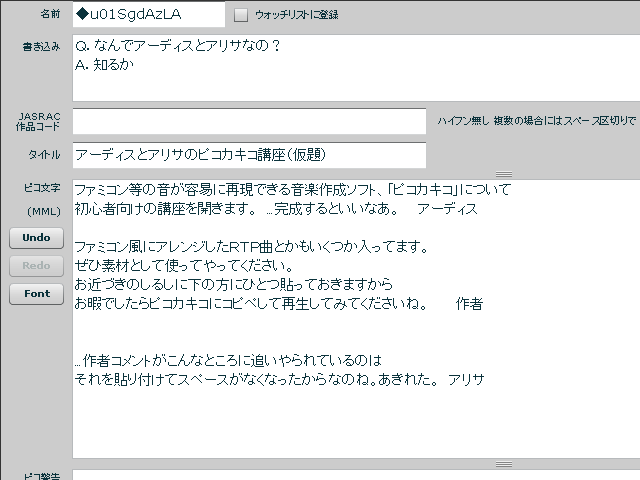 名前 ◆u01SgdAzLA ウォッチリストに登録
書き込み
Q. なんでアーディスとアリサなの？
A. 知るか
JASRAC
作品コード
ハイフン無し 複数の場合にはスペース区切りで
タイトル アーディスとアリサのピコカキコ講座(仮題)
ピコ文字
(MML)
ファミコン等の音が容易に再現できる音楽作成ソフト、「ピコカキコ」について
初心者向けの講座を開きます。 …完成するといいなあ。 アーディス
Undo
ファミコン風にアレンジしたRTP曲とかもいくつか入ってます。
Redo
ぜひ素材として使ってやってください。
お近づきのしるしに下の方にひとつ貼っておきますから
Font
お暇でしたらピコカキコにコピペして再生してみてくださいね。 作者
…作者コメントがこんなところに追いやられているのは
それを貼り付けてスペースがなくなったからなのね。あきれた。 アリサ
ピコ警告